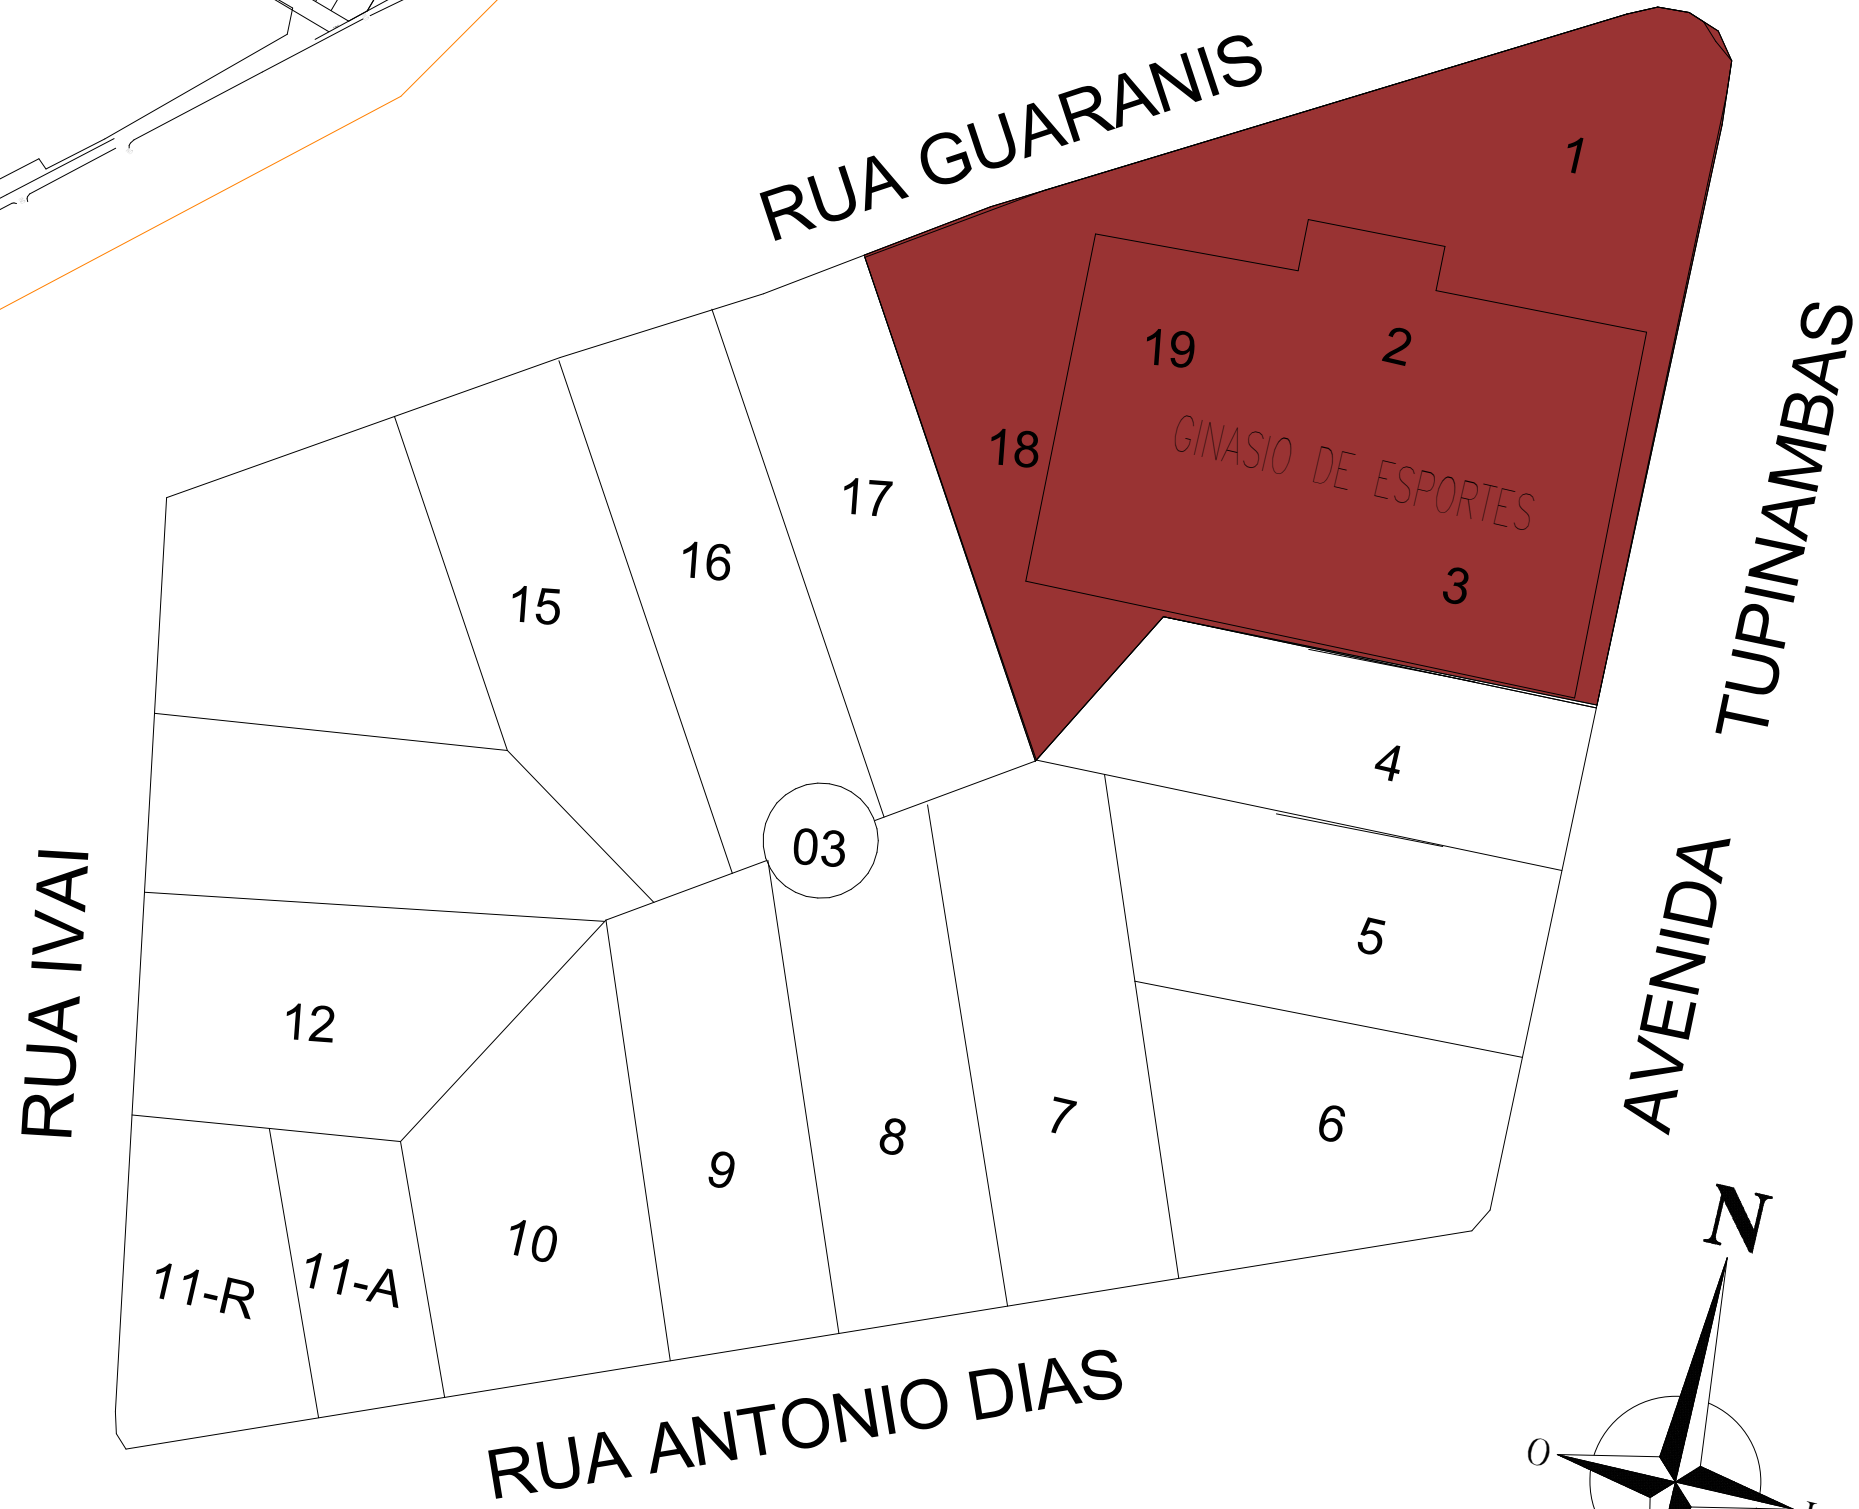 RUA GUARANIS
1
19
2
18
GINASIO DE ESPORTES
17
3
16
15
AVENIDA TUPINAMBAS
4
03
RUA IVAI
5
12
6
7
8
9
10
11-R
11-A
N
RUA ANTONIO DIAS
O